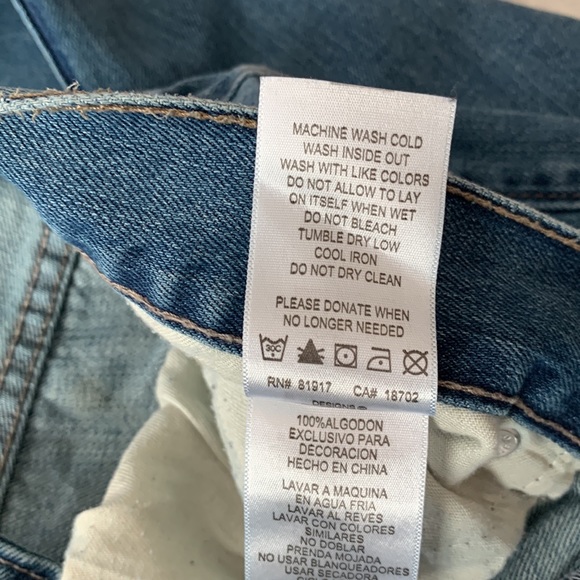 MACHINE WASH COLD
WASH INSIDE OUT
WASH WITH LIKE COLORS
DO NOT ALLOW TO LAY
ON ITSELF WHEN WET
DO NOT BLEACH
TUMBLE DRY LOW
COOL IRON
DO NOT DRY CLEAN
PLEASE DONATE WHEN
NO LONGER NEEDED
30C
RN# 81917 CA# 18702
DESIGNS
100%ALGODON
EXCLUSIVO PARA
DECORACION
HECHO EN CHINA
LAVAR A MAQUINA
EN AGUA FRIA
LAVAR AL REVES
LAVAR CON COLORES
SIMILARES
NO DOBLAR
PRENDA MOJADA
NO USAR BLANQUEADORES
USAR SECADORA